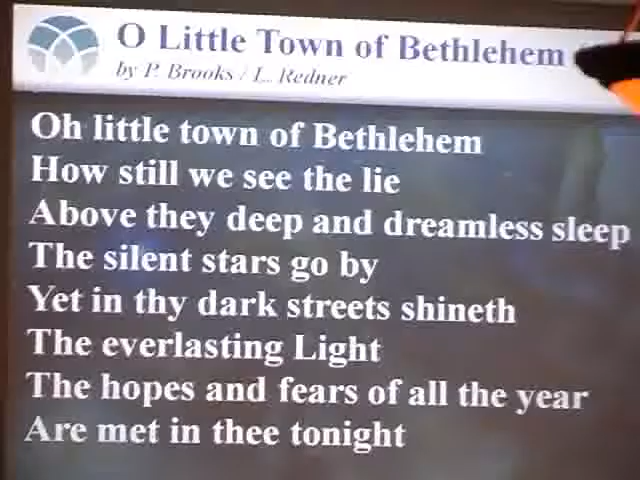 O Little Town of Bethlehem
by P. Brooks / L. Redner
Oh little town of Bethlehem
How still we see the lie
Above they deep and dreamless sleep
The silent stars go by
Yet in thy dark streets shineth
The everlasting Light
The hopes and fears of all the year
Are met in thee tonight